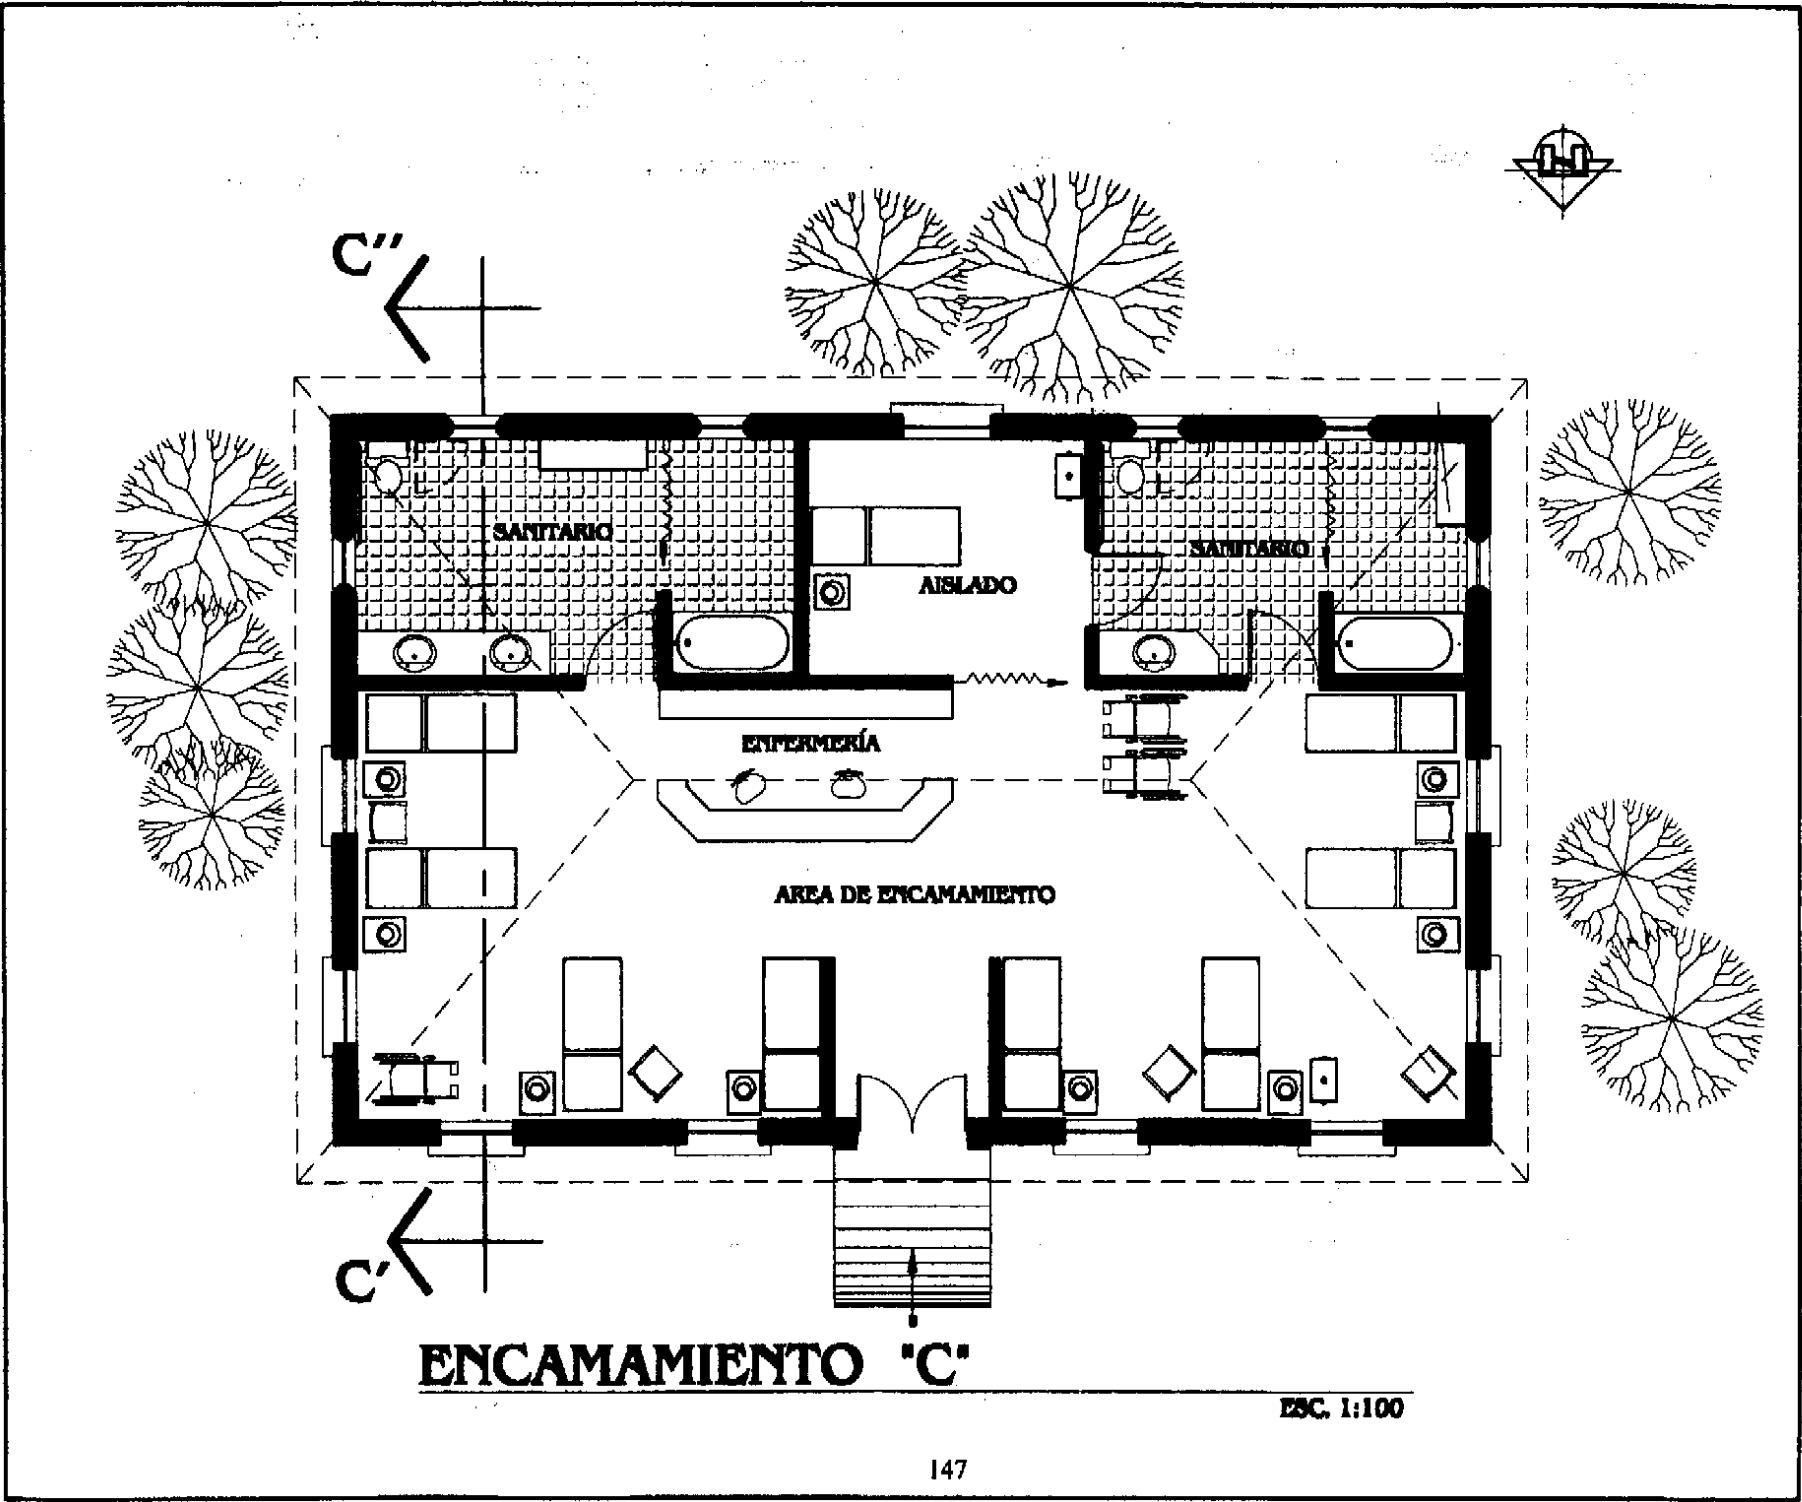 N
C''
SANITARIO
SANITARIO
AISLADO
ENFERMERÍA
AREA DE ENCAMAMIENTO
C'
ENCAMAMIENTO "C"
ESC. 1:100
147